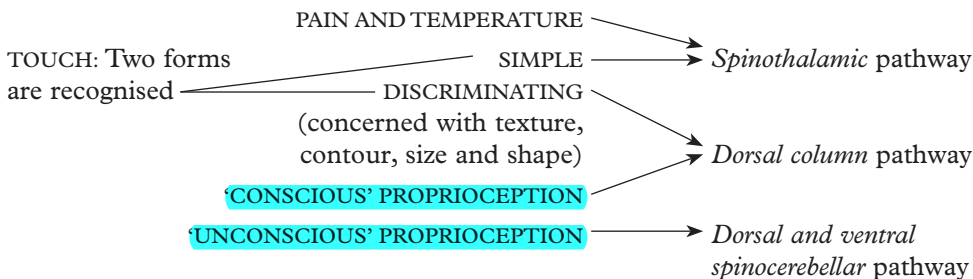 PAIN AND TEMPERATURE
TOUCH: Two forms
are recognised
SIMPLE
Spinothalamic pathway
DISCRIMINATING
(concerned with texture,
contour, size and shape)
Dorsal column pathway
‘CONSCIOUS’ PROPRIOCEPTION
‘UNCONSCIOUS’ PROPRIOCEPTION
Dorsal and ventral
spinocerebellar pathway